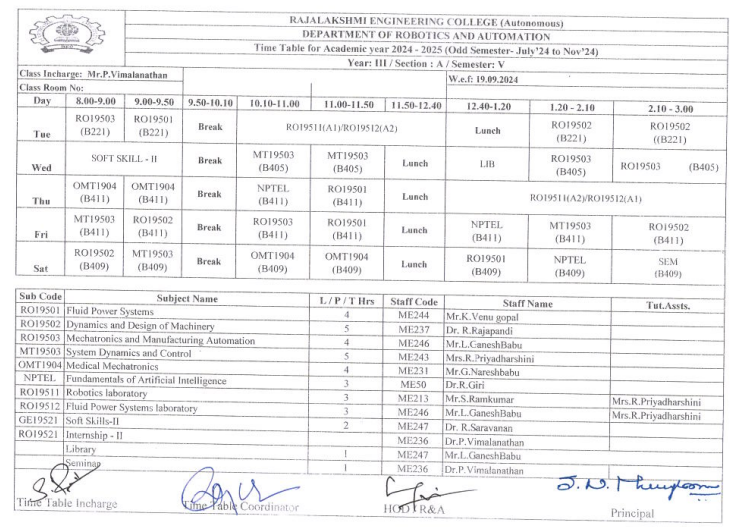 RAJALAKSHMI ENGINEERING COLLEGE (Autonomous)
DEPARTMENT OF ROBOTICS AND AUTOMATION
Time Table for Academic year 2024 - 2025 (Odd Semester- July'24 to Nov'24)
Year: III / Section : A / Semester: V
Class Incharge: Mr.P.Vimalanathan W.e.f: 19.09.2024
Class Room No:
Day 8.00-9.00 9.00-9.50 9.50-10.10 10.10-11.00 11.00-11.50 11.50-12.40 12.40-1.20 1.20 - 2.10 2.10 - 3.00
Tue RO19503 (B221) RO19501 (B221) Break RO19511(A1)/RO19512(A2) Lunch RO19502 (B221) RO19502 ((B221)
Wed SOFT SKILL - II Break MT19503 (B405) MT19503 (B405) Lunch LIB RO19503 (B405) RO19503 (B405)
Thu OMT1904 (B411) OMT1904 (B411) Break NPTEL (B411) RO19501 (B411) Lunch RO19511(A2)/RO19512(A1)
Fri MT19503 (B411) RO19502 (B411) Break RO19503 (B411) RO19501 (B411) Lunch NPTEL (B411) MT19503 (B411) RO19502 (B411)
Sat RO19502 (B409) MT19503 (B409) Break OMT1904 (B409) OMT1904 (B409) Lunch RO19501 (B409) NPTEL (B409) SEM (B409)
Sub Code Subject Name L / P / T Hrs Staff Code Staff Name Tut.Assts.
RO19501 Fluid Power Systems 4 ME244 Mr.K.Venu gopal
RO19502 Dynamics and Design of Machinery 5 ME237 Dr. R.Rajapandi
RO19503 Mechatronics and Manufacturing Automation 4 ME246 Mr.L.GaneshBabu
MT19503 System Dynamics and Control 5 ME243 Mrs.R.Priyadharshini
OMT1904 Medical Mechatronics 4 ME231 Mr.G.Nareshbabu
NPTEL Fundamentals of Artificial Intelligence 3 ME50 Dr.R.Giri
RO19511 Robotics laboratory 3 ME213 Mr.S.Ramkumar Mrs.R.Priyadharshini
RO19512 Fluid Power Systems laboratory 3 ME246 Mr.L.GaneshBabu Mrs.R.Priyadharshini
GE19521 Soft Skills-II 2 ME247 Dr. R.Saravanan
RO19521 Internship - II ME236 Dr.P.Vimalanathan
Library 1 ME247 Mr.L.GaneshBabu
Seminar 1 ME236 Dr.P.Vimalanathan
Time Table Incharge Time Table Coordinator HOD / R&A Principal